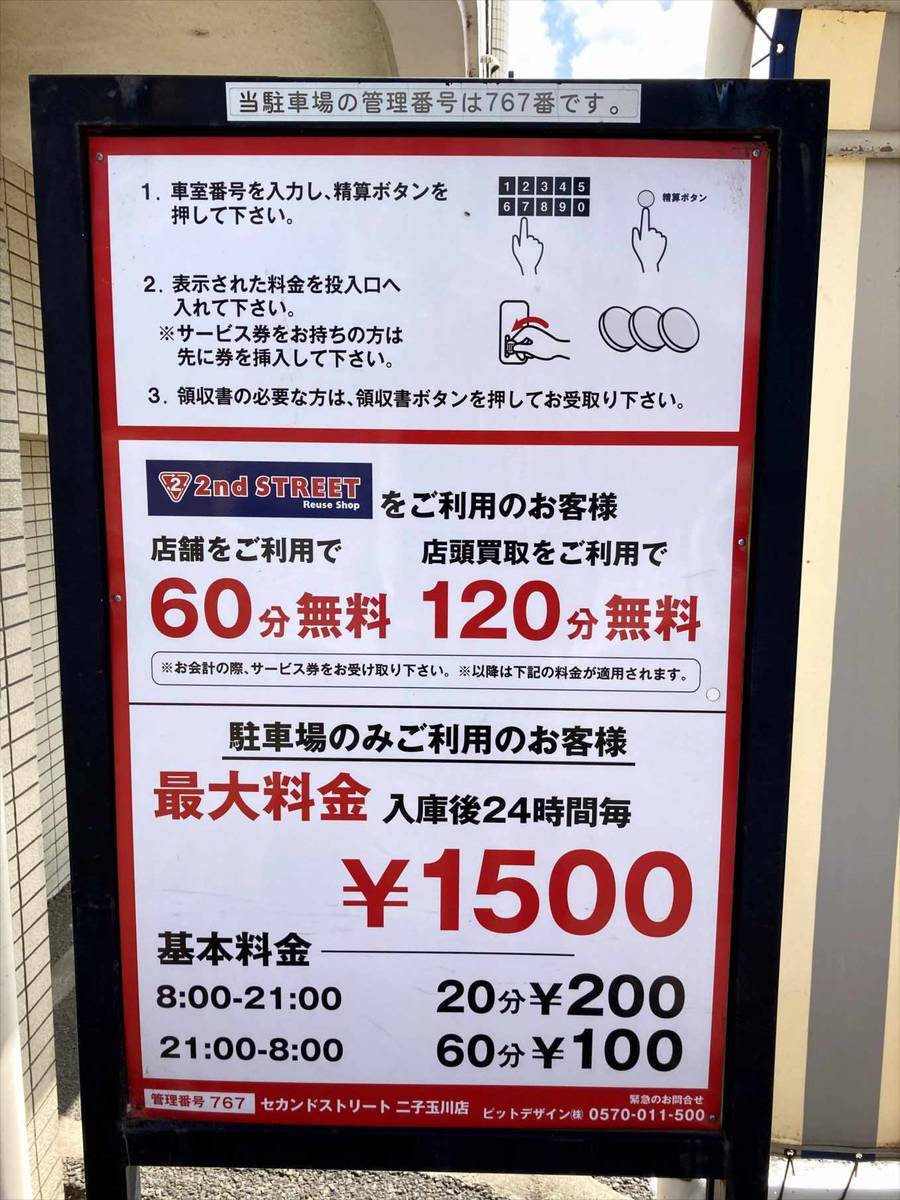 当駐車場の管理番号は767番です。
1. 車室番号を入力し、精算ボタンを
押して下さい。
1 2 3 4 5
6 7 8 9 0
精算ボタン
2. 表示された料金を投入口へ
入れて下さい。
※サービス券をお持ちの方は
先に券を挿入して下さい。
3. 領収書の必要な方は、領収書ボタンを押してお受取り下さい。
2 2nd STREET
Reuse Shop
をご利用のお客様
店舗をご利用で 店頭買取をご利用で
60分無料 120分無料
※お会計の際、サービス券をお受け取り下さい。※以降は下記の料金が適用されます。
駐車場のみご利用のお客様
最大料金 入庫後24時間毎
¥1500
基本料金
8:00-21:00 20分¥200
21:00-8:00 60分¥100
管理番号 767 セカンドストリート 二子玉川店 ピットデザイン㈱ 緊急のお問合せ
0570-011-500